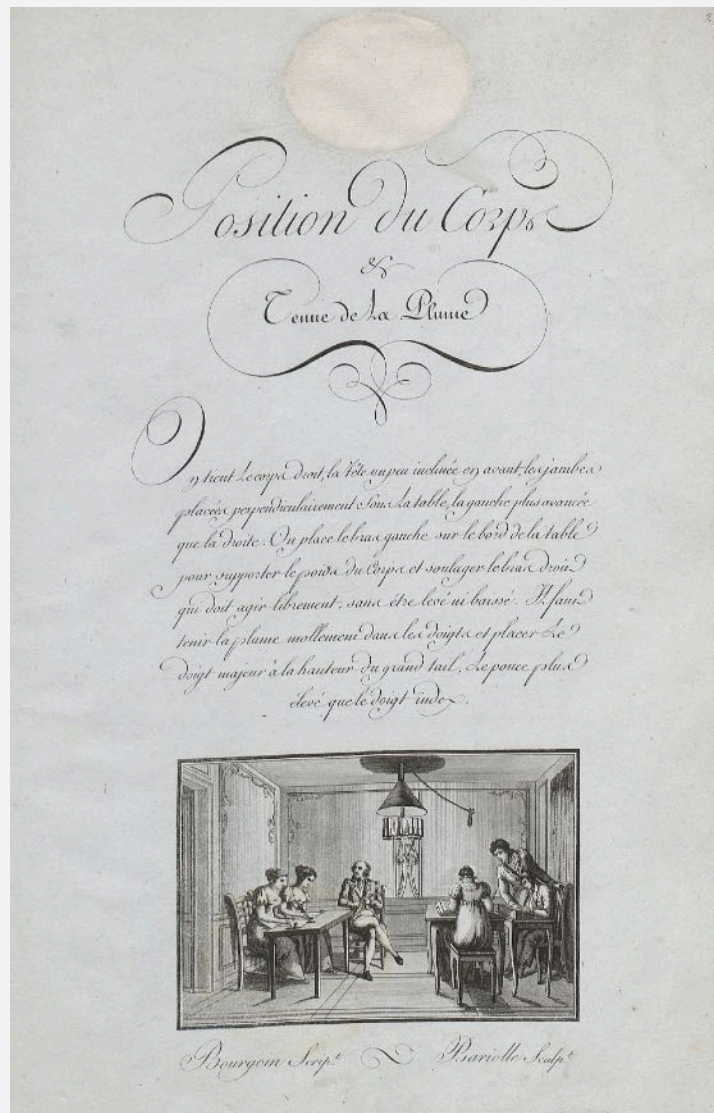 2
Position du Corps
&
Tenue de La Plume
On tient Le corps droit, la Tête un peu inclinée en avant, les jambes
placées perpendiculairement Sous La table, la gauche plus avancée
que la droite. On place le bras gauche sur le bord de la table
pour supporter le poids du Corps et soulager le bras droit
qui doit agir librement, sans être levé ni baissé. Il faut
tenir la plume mollement dans les doigts et placer Le
doigt majeur à la hauteur du grand tail, Le pouce plus
élevé que le doigt index.
Bourgoin Scrip.t Bariolle Sculp.t